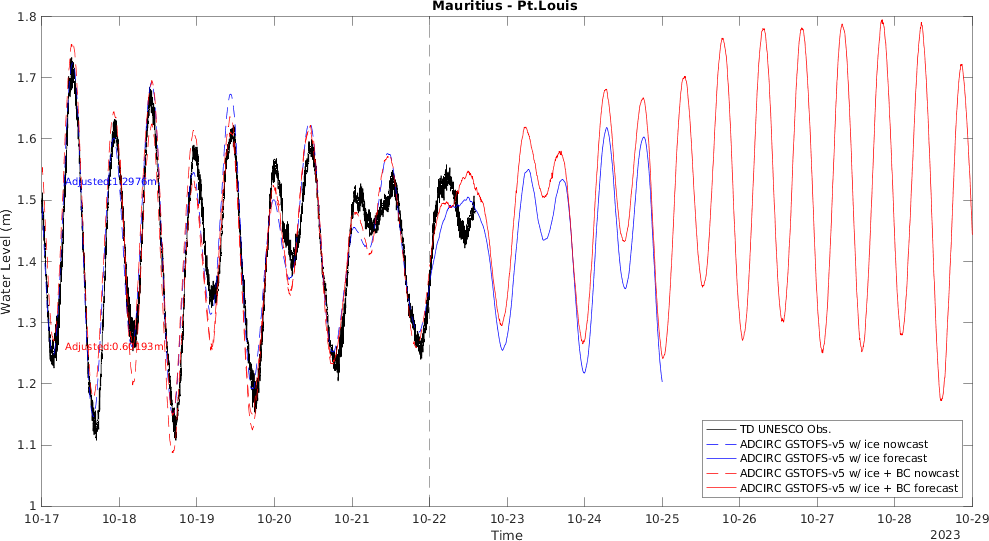 Mauritius - Pt.Louis
1.8
1.7
1.6
1.5
1.4
1.3
1.2
1.1
1
Water Level (m)
Adjusted:1.2976m
TD UNESCO Obs.
ADCIRC GSTOFS-v5 w/ ice nowcast
ADCIRC GSTOFS-v5 w/ ice forecast
ADCIRC GSTOFS-v5 w/ ice + BC nowcast
ADCIRC GSTOFS-v5 w/ ice + BC forecast
10-17 10-18 10-19 10-20 10-21 10-22 10-23 10-24 10-25 10-26 10-27 10-28 10-29
Time
2023